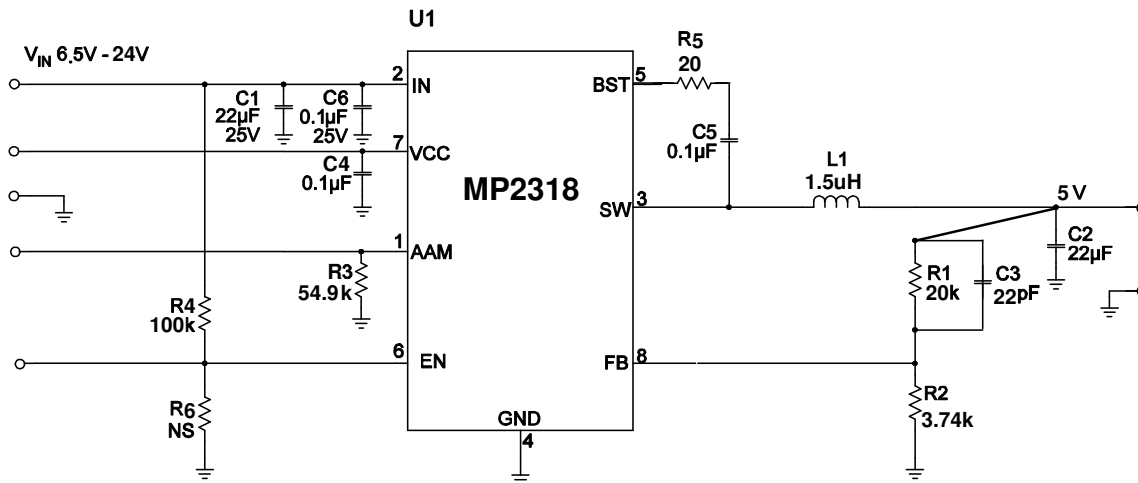 U1
V_IN 6.5V - 24V
2
IN
C1
22µF
25V
C6
0.1µF
25V
7
VCC
C4
0.1µF
1
AAM
R3
54.9k
R4
100k
6
EN
R6
NS
MP2318
GND
4
BST
5
R5
20
C5
0.1µF
SW
3
L1
1.5uH
5 V
C2
22µF
R1
20k
C3
22pF
FB
8
R2
3.74k